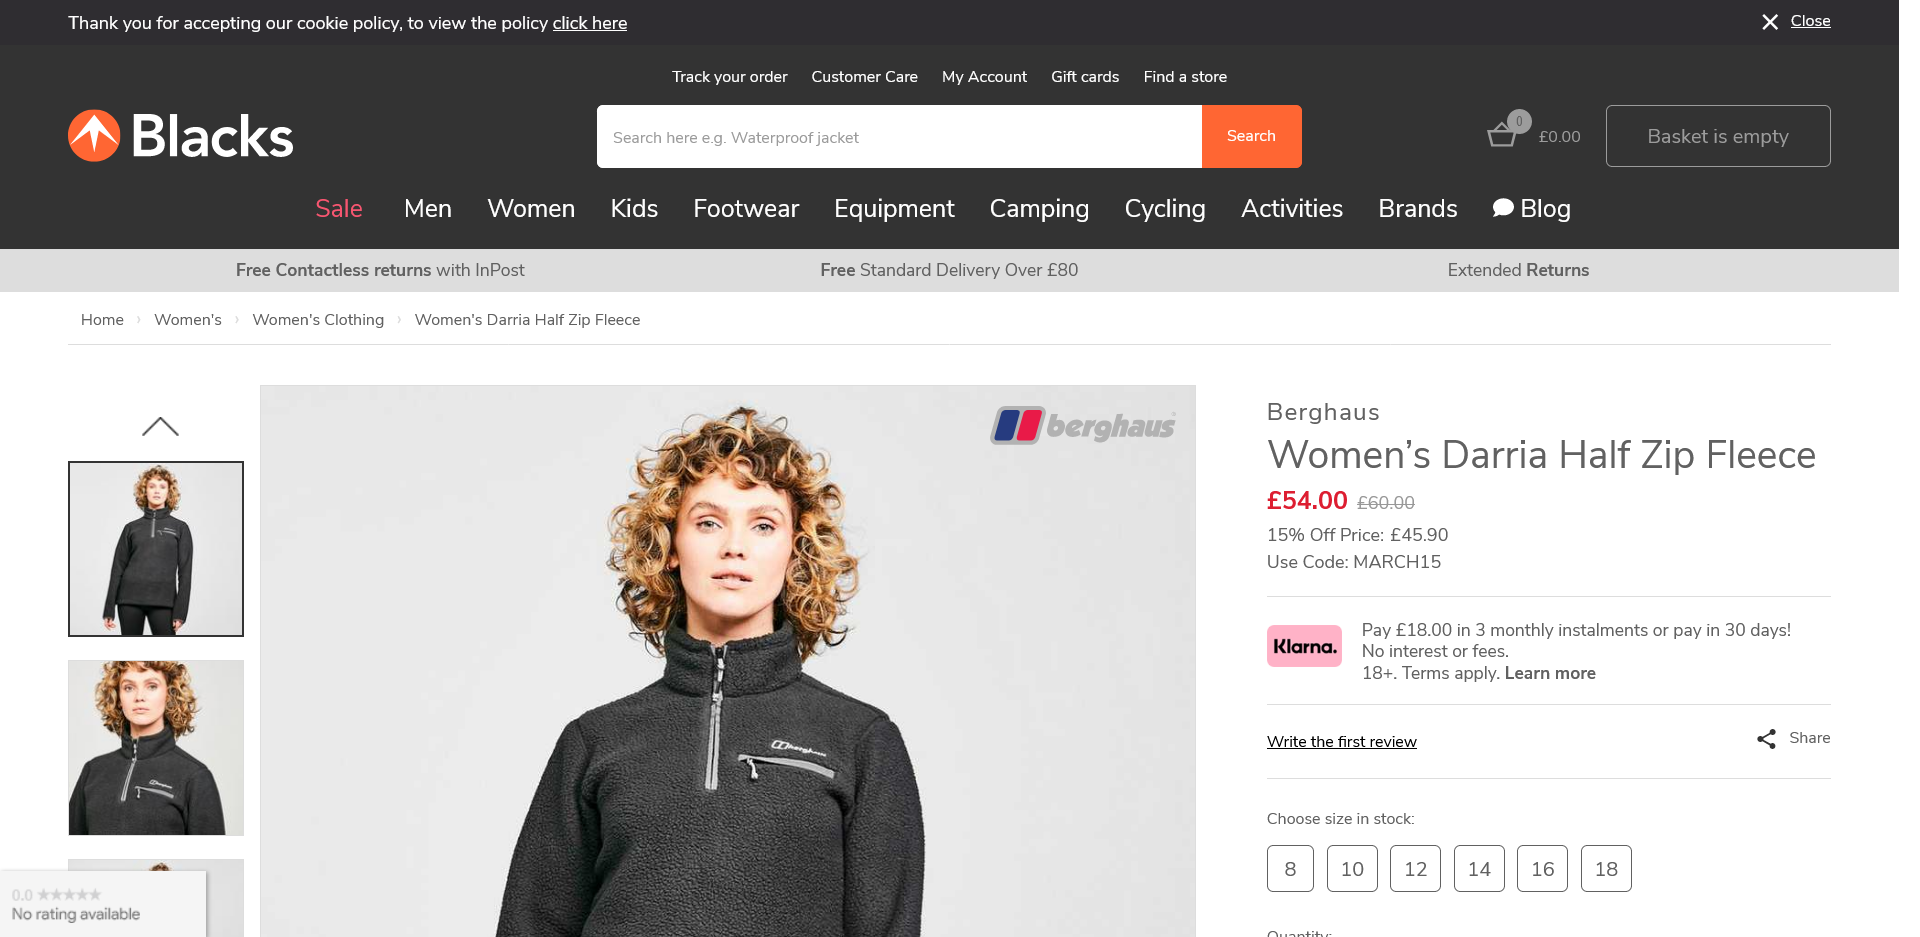 Thank you for accepting our cookie policy, to view the policy click here
Close
Track your order Customer Care My Account Gift cards Find a store
Blacks
Search here e.g. Waterproof jacket
Search
0
£0.00
Basket is empty
Sale Men Women Kids Footwear Equipment Camping Cycling Activities Brands Blog
Free Contactless returns with InPost
Free Standard Delivery Over £80
Extended Returns
Home › Women's › Women's Clothing › Women's Darria Half Zip Fleece
berghaus
berghaus
Berghaus
Women’s Darria Half Zip Fleece
£54.00 £60.00
15% Off Price: £45.90
Use Code: MARCH15
Klarna.
Pay £18.00 in 3 monthly instalments or pay in 30 days!
No interest or fees.
18+. Terms apply. Learn more
Write the first review
Share
Choose size in stock:
8 10 12 14 16 18
Quantity:
0.0 ★★★★★
No rating available